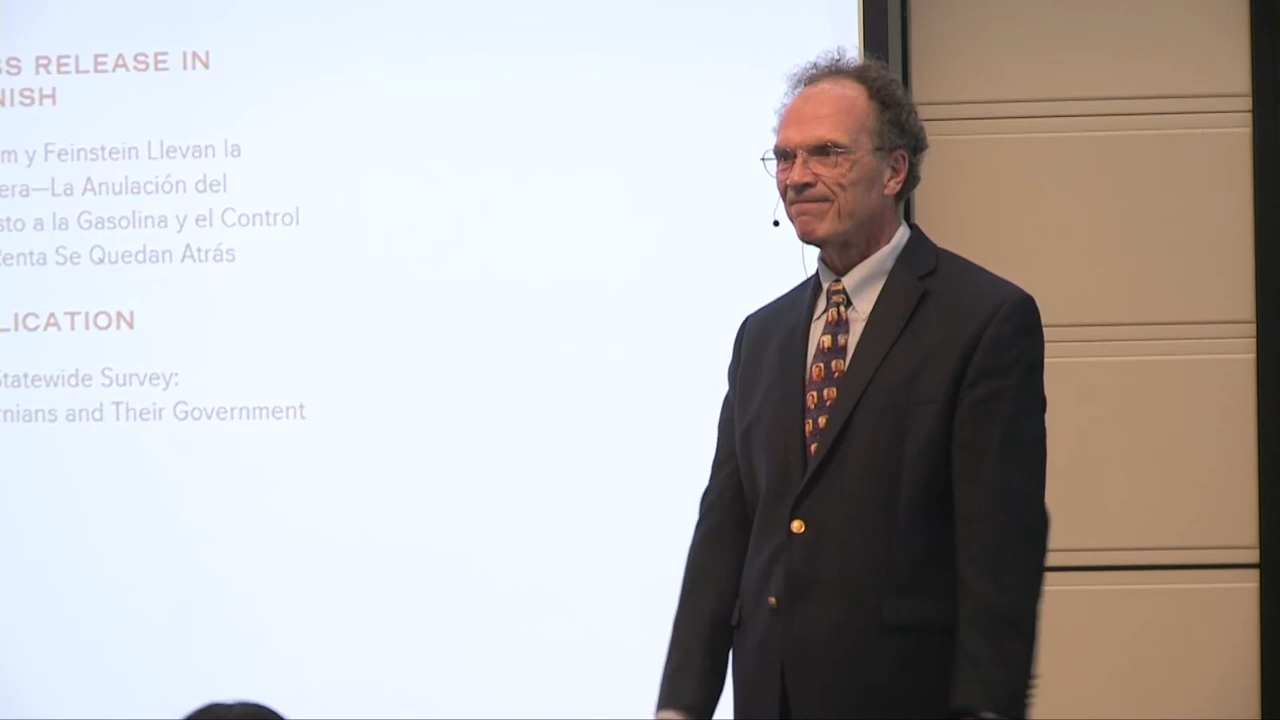 SS RELEASE IN
NISH
m y Feinstein Llevan la
era—La Anulación del
sto a la Gasolina y el Control
Renta Se Quedan Atrás
LICATION
Statewide Survey:
rnians and Their Government